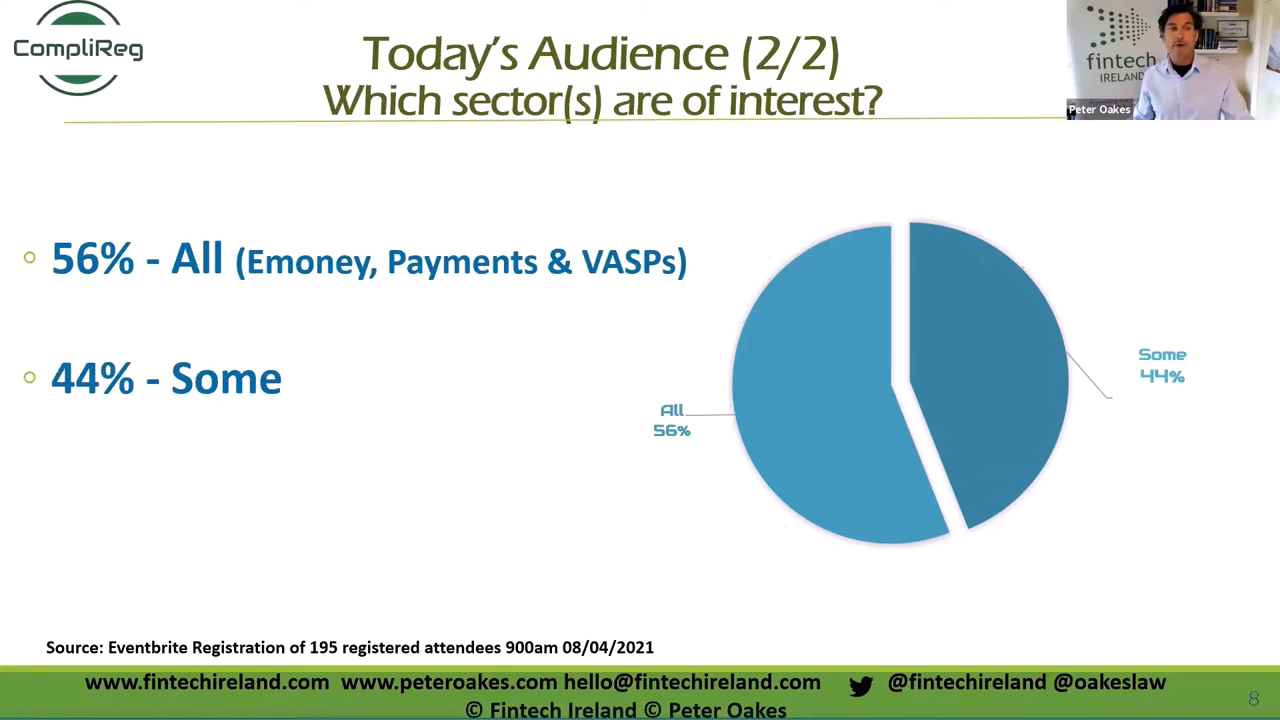 CompliReg
Today's Audience (2/2)
Which sector(s) are of interest?
fintech
IRELAND
Peter Oakes
56% - All (Emoney, Payments & VASPs)
44% - Some
Some
44%
All
56%
Source: Eventbrite Registration of 195 registered attendees 900am 08/04/2021
www.fintechireland.com www.peteroakes.com hello@fintechireland.com @fintechireland @oakeslaw
© Fintech Ireland © Peter Oakes
8